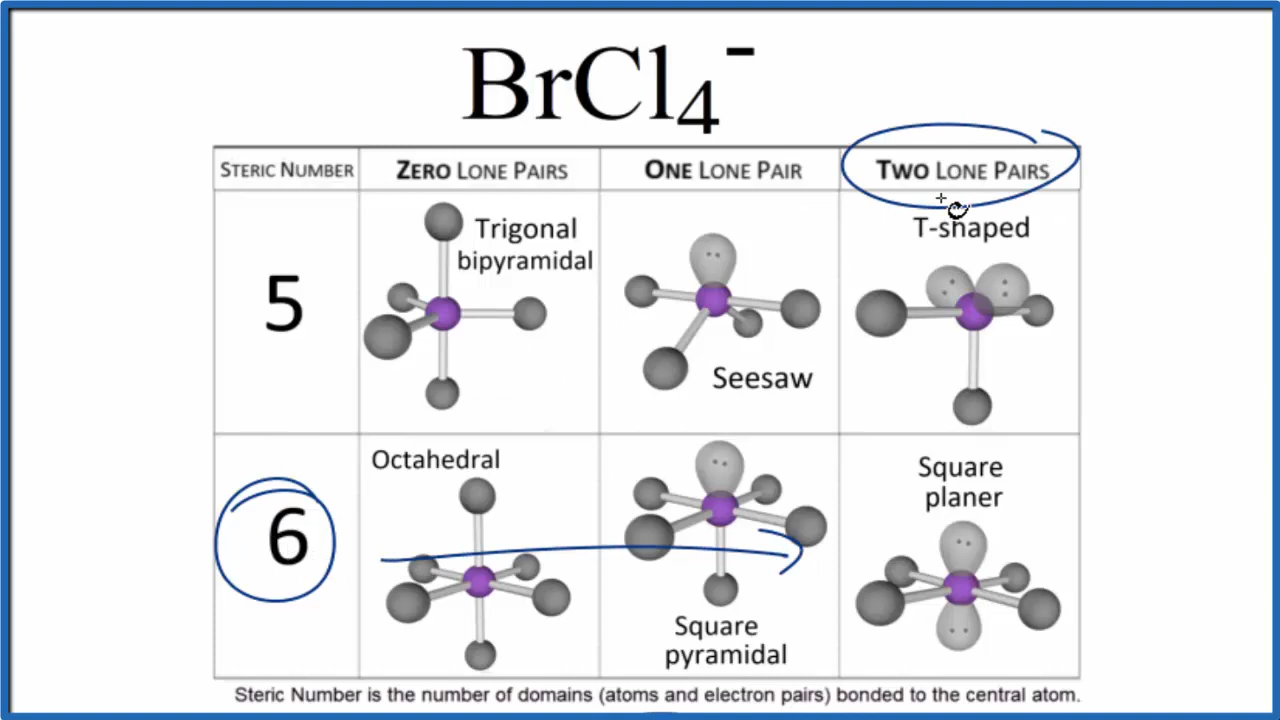 BrCl₄⁻
STERIC NUMBER ZERO LONE PAIRS ONE LONE PAIR TWO LONE PAIRS
5
Trigonal
bipyramidal
Seesaw
T-shaped
6
Octahedral
Square
pyramidal
Square
planer
Steric Number is the number of domains (atoms and electron pairs) bonded to the central atom.